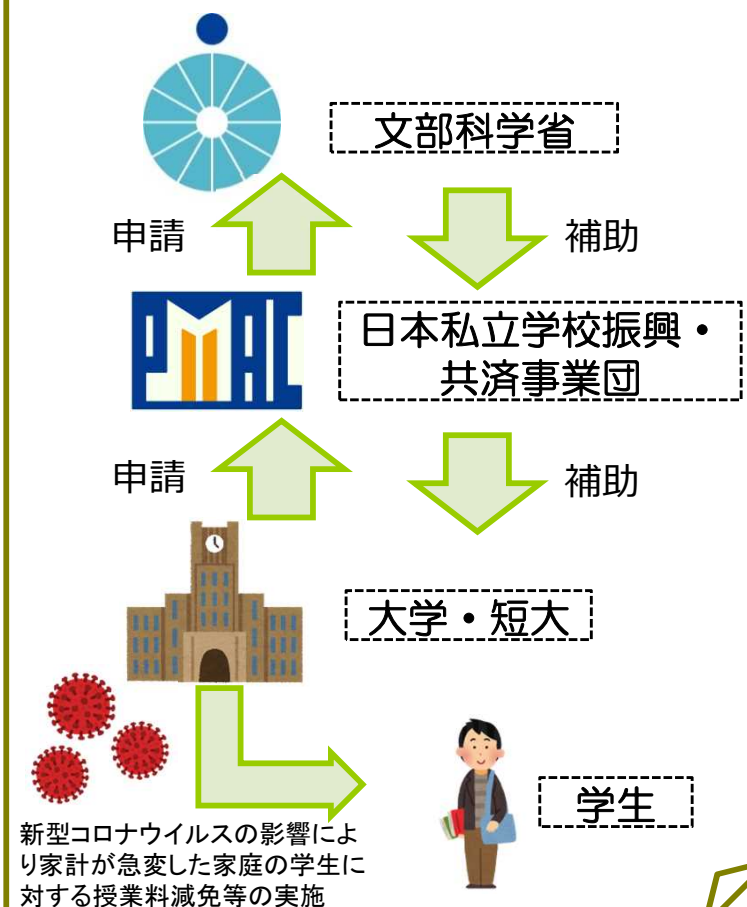 文部科学省
申請
補助
PMAC
日本私立学校振興・
共済事業団
申請
補助
大学・短大
学生
新型コロナウイルスの影響によ
り家計が急変した家庭の学生に
対する授業料減免等の実施